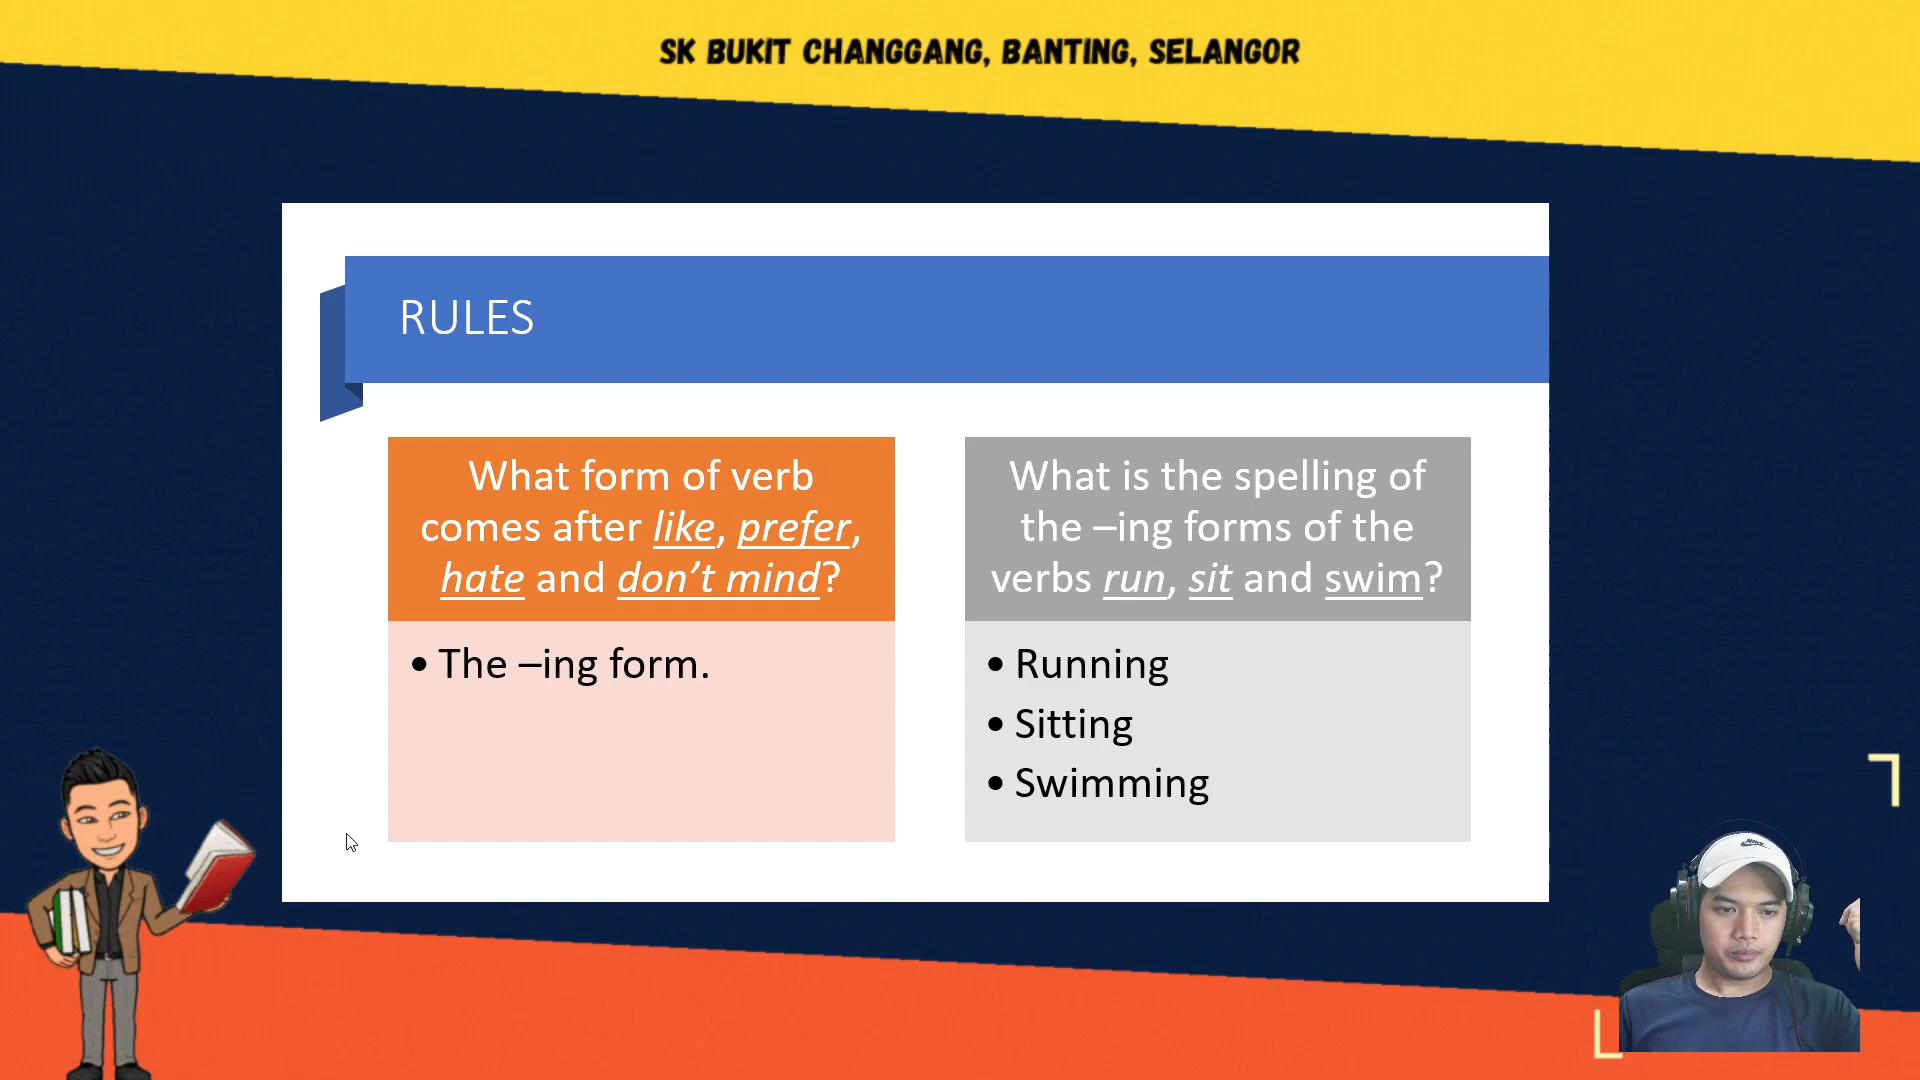 SK BUKIT CHANGGANG, BANTING, SELANGOR
RULES
What form of verb
comes after like, prefer,
hate and don’t mind?
• The –ing form.
What is the spelling of
the –ing forms of the
verbs run, sit and swim?
• Running
• Sitting
• Swimming